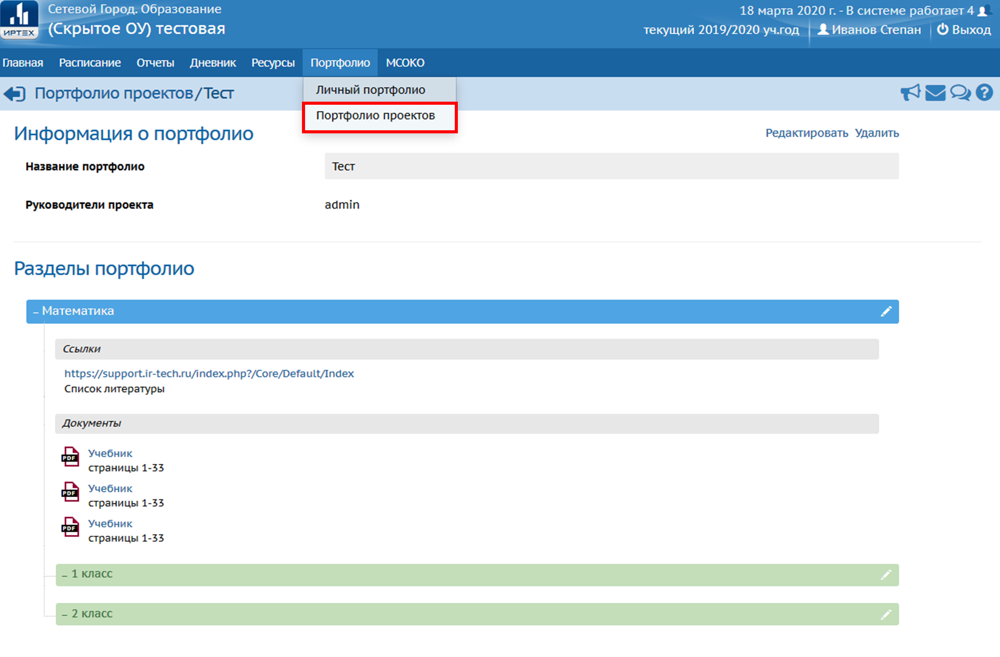 Сетевой Город. Образование
(Скрытое ОУ) тестовая
ИРТЕХ
18 марта 2020 г. - В системе работает 4
текущий 2019/2020 уч.год
Иванов Степан
Выход
Главная
Расписание
Отчеты
Дневник
Ресурсы
Портфолио
МСОКО
Личный портфолио
Портфолио проектов
Портфолио проектов/Тест
?
Информация о портфолио
Редактировать
Удалить
Название портфолио
Тест
Руководители проекта
admin
Разделы портфолио
– Математика
Ссылки
https://support.ir-tech.ru/index.php?/Core/Default/Index
Список литературы
Документы
PDF
Учебник
страницы 1-33
PDF
Учебник
страницы 1-33
PDF
Учебник
страницы 1-33
– 1 класс
– 2 класс